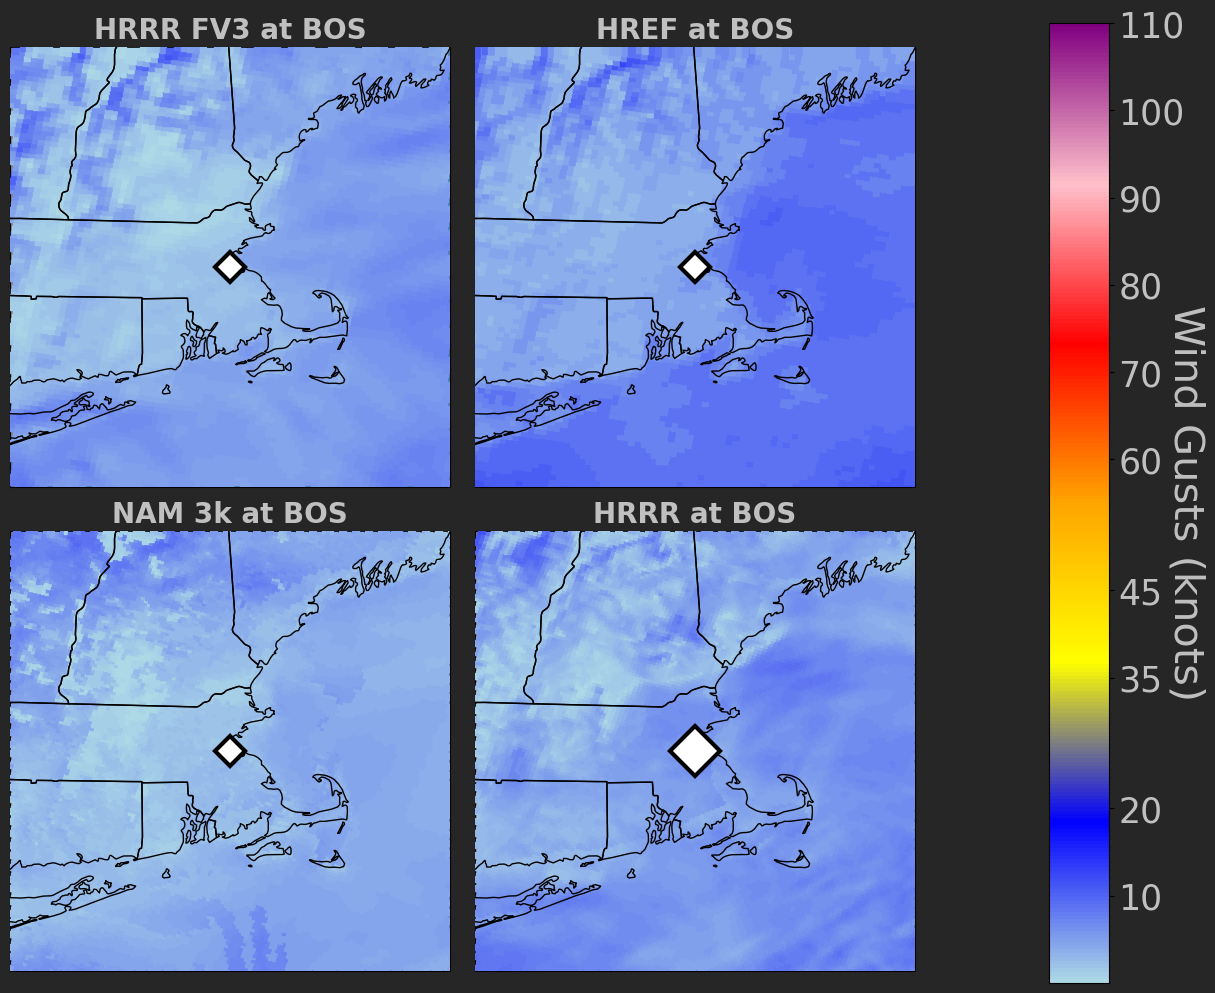 HRRR FV3 at BOS
HREF at BOS
NAM 3k at BOS
HRRR at BOS
110
100
90
80
70
60
45
35
20
10
Wind Gusts (knots)